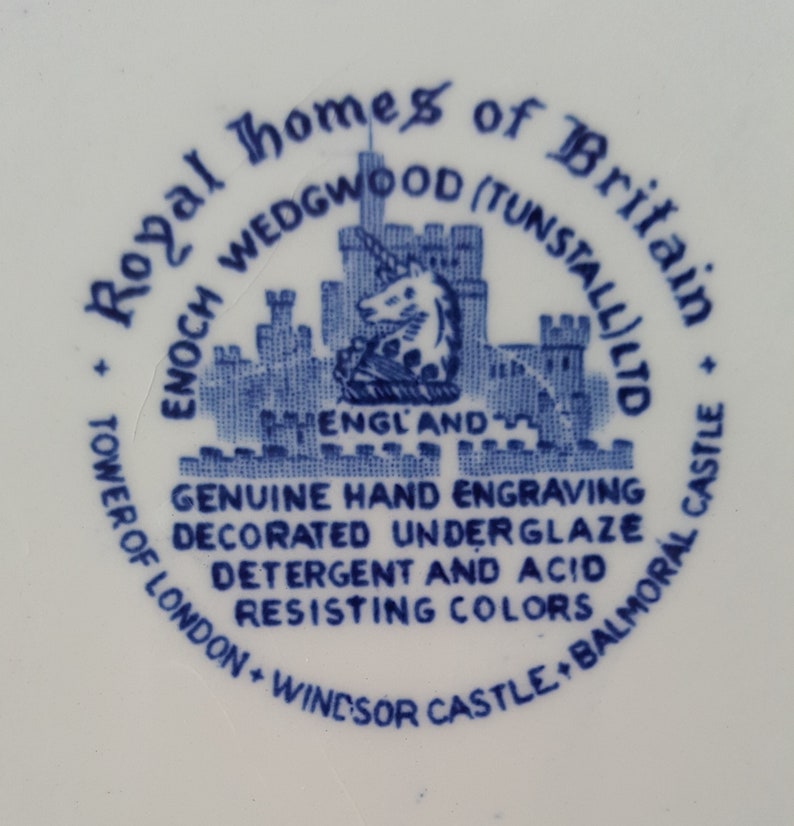 Royal Homes of Britain
ENOCH WEDGWOOD (TUNSTALL) LTD
ENGLAND
GENUINE HAND ENGRAVING
DECORATED UNDERGLAZE
DETERGENT AND ACID
RESISTING COLORS
TOWER OF LONDON + WINDSOR CASTLE + BALMORAL CASTLE